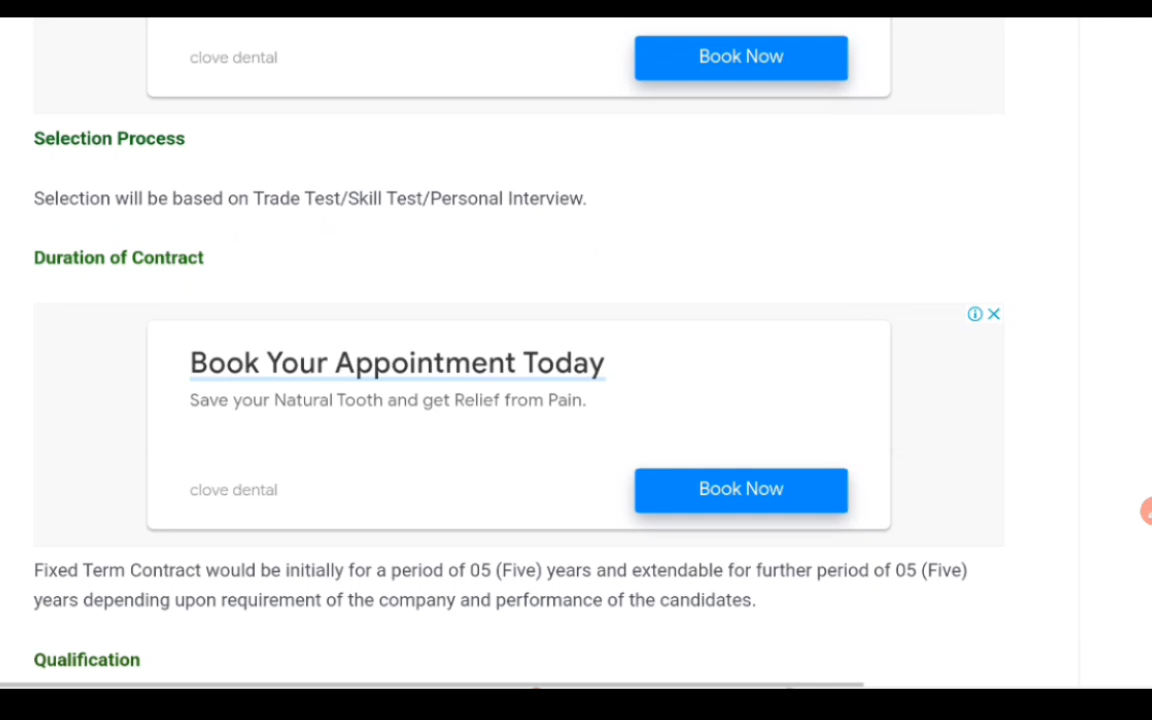 clove dental
Book Now
Selection Process
Selection will be based on Trade Test/Skill Test/Personal Interview.
Duration of Contract
Book Your Appointment Today
Save your Natural Tooth and get Relief from Pain.
clove dental
Book Now
Fixed Term Contract would be initially for a period of 05 (Five) years and extendable for further period of 05 (Five)
years depending upon requirement of the company and performance of the candidates.
Qualification